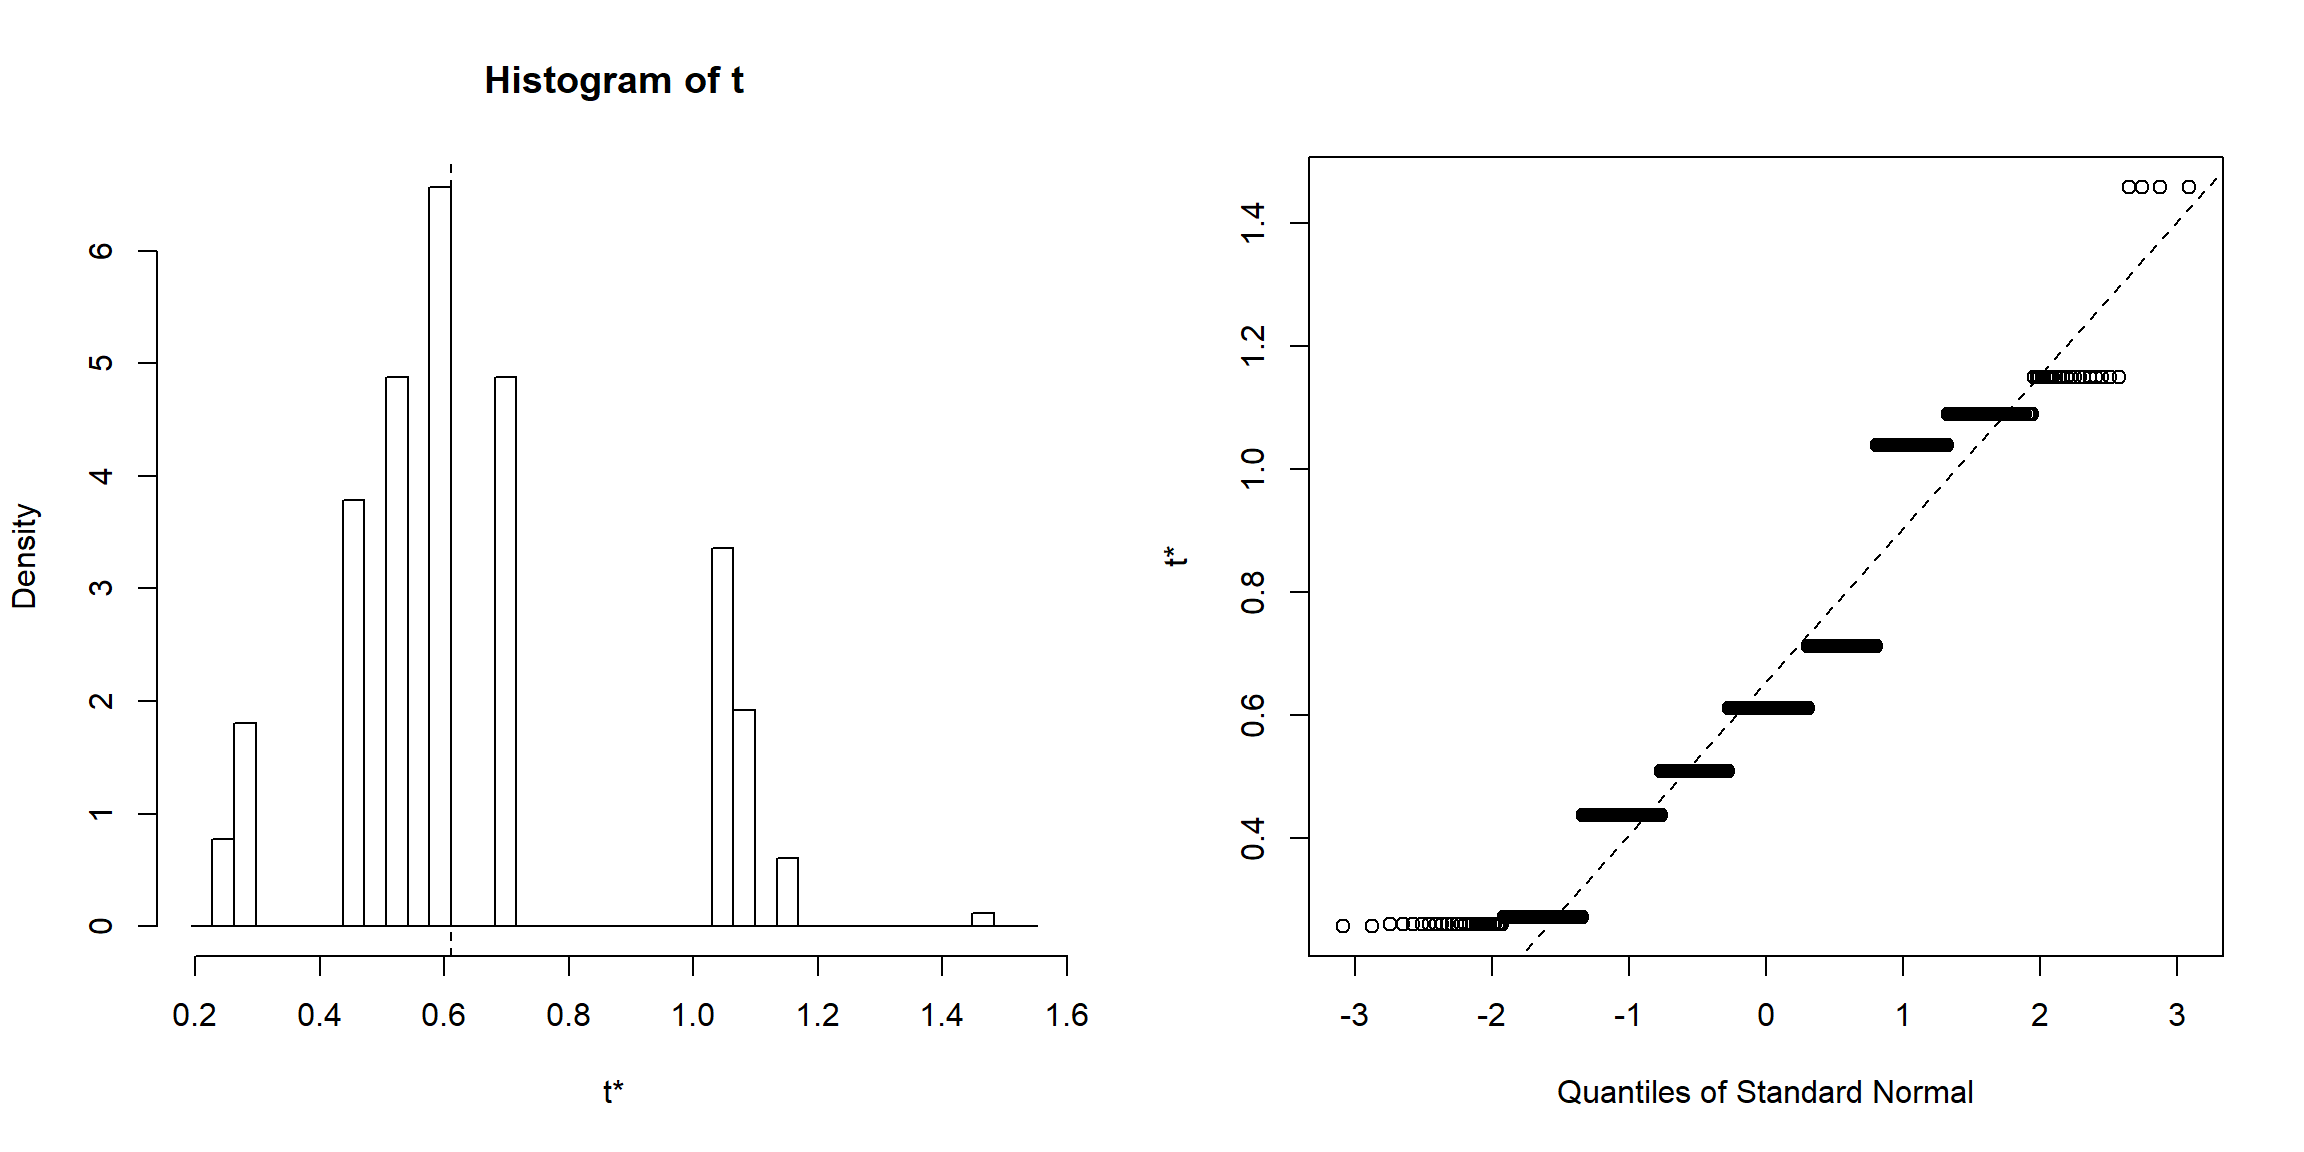 Histogram of t
Density
6
5
4
3
2
1
0
0.2 0.4 0.6 0.8 1.0 1.2 1.4 1.6
t*
t*
1.4
1.2
1.0
0.8
0.6
0.4
-3 -2 -1 0 1 2 3
Quantiles of Standard Normal